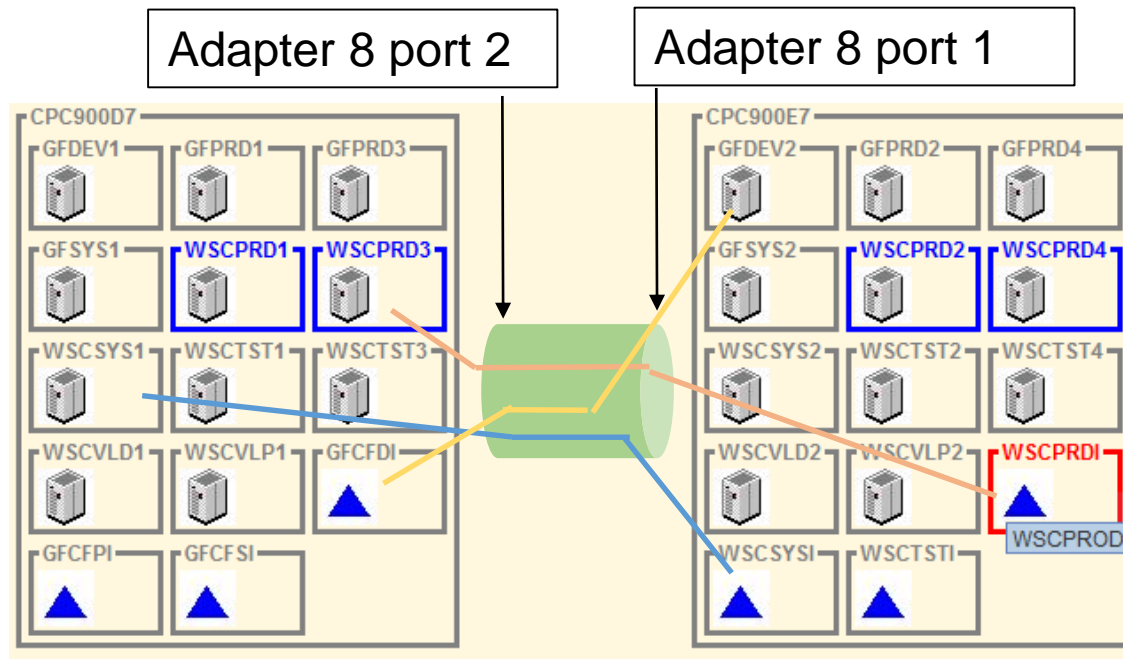 Adapter 8 port 2
Adapter 8 port 1
CPC900D7
GFDEV1 GFPRD1 GFPRD3
GFSYS1 WSCPRD1 WSCPRD3
WSCSYS1 WSCTST1 WSCTST3
WSCVLD1 WSCVLP1 GFCFDI
GFCFPI GFCFSI
CPC900E7
GFDEV2 GFPRD2 GFPRD4
GFSYS2 WSCPRD2 WSCPRD4
WSCSYS2 WSCTST2 WSCTST4
WSCVLD2 WSCVLP2 WSCPRDI
WSCPROD
WSCSYSI WSCTSTI